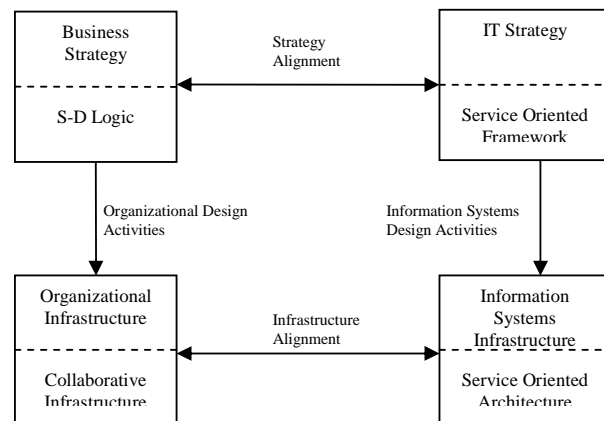 Business
Strategy
S-D Logic
Strategy
Alignment
IT Strategy
Service Oriented
Framework
Organizational Design
Activities
Information Systems
Design Activities
Organizational
Infrastructure
Collaborative
Infrastructure
Infrastructure
Alignment
Information
Systems
Infrastructure
Service Oriented
Architecture